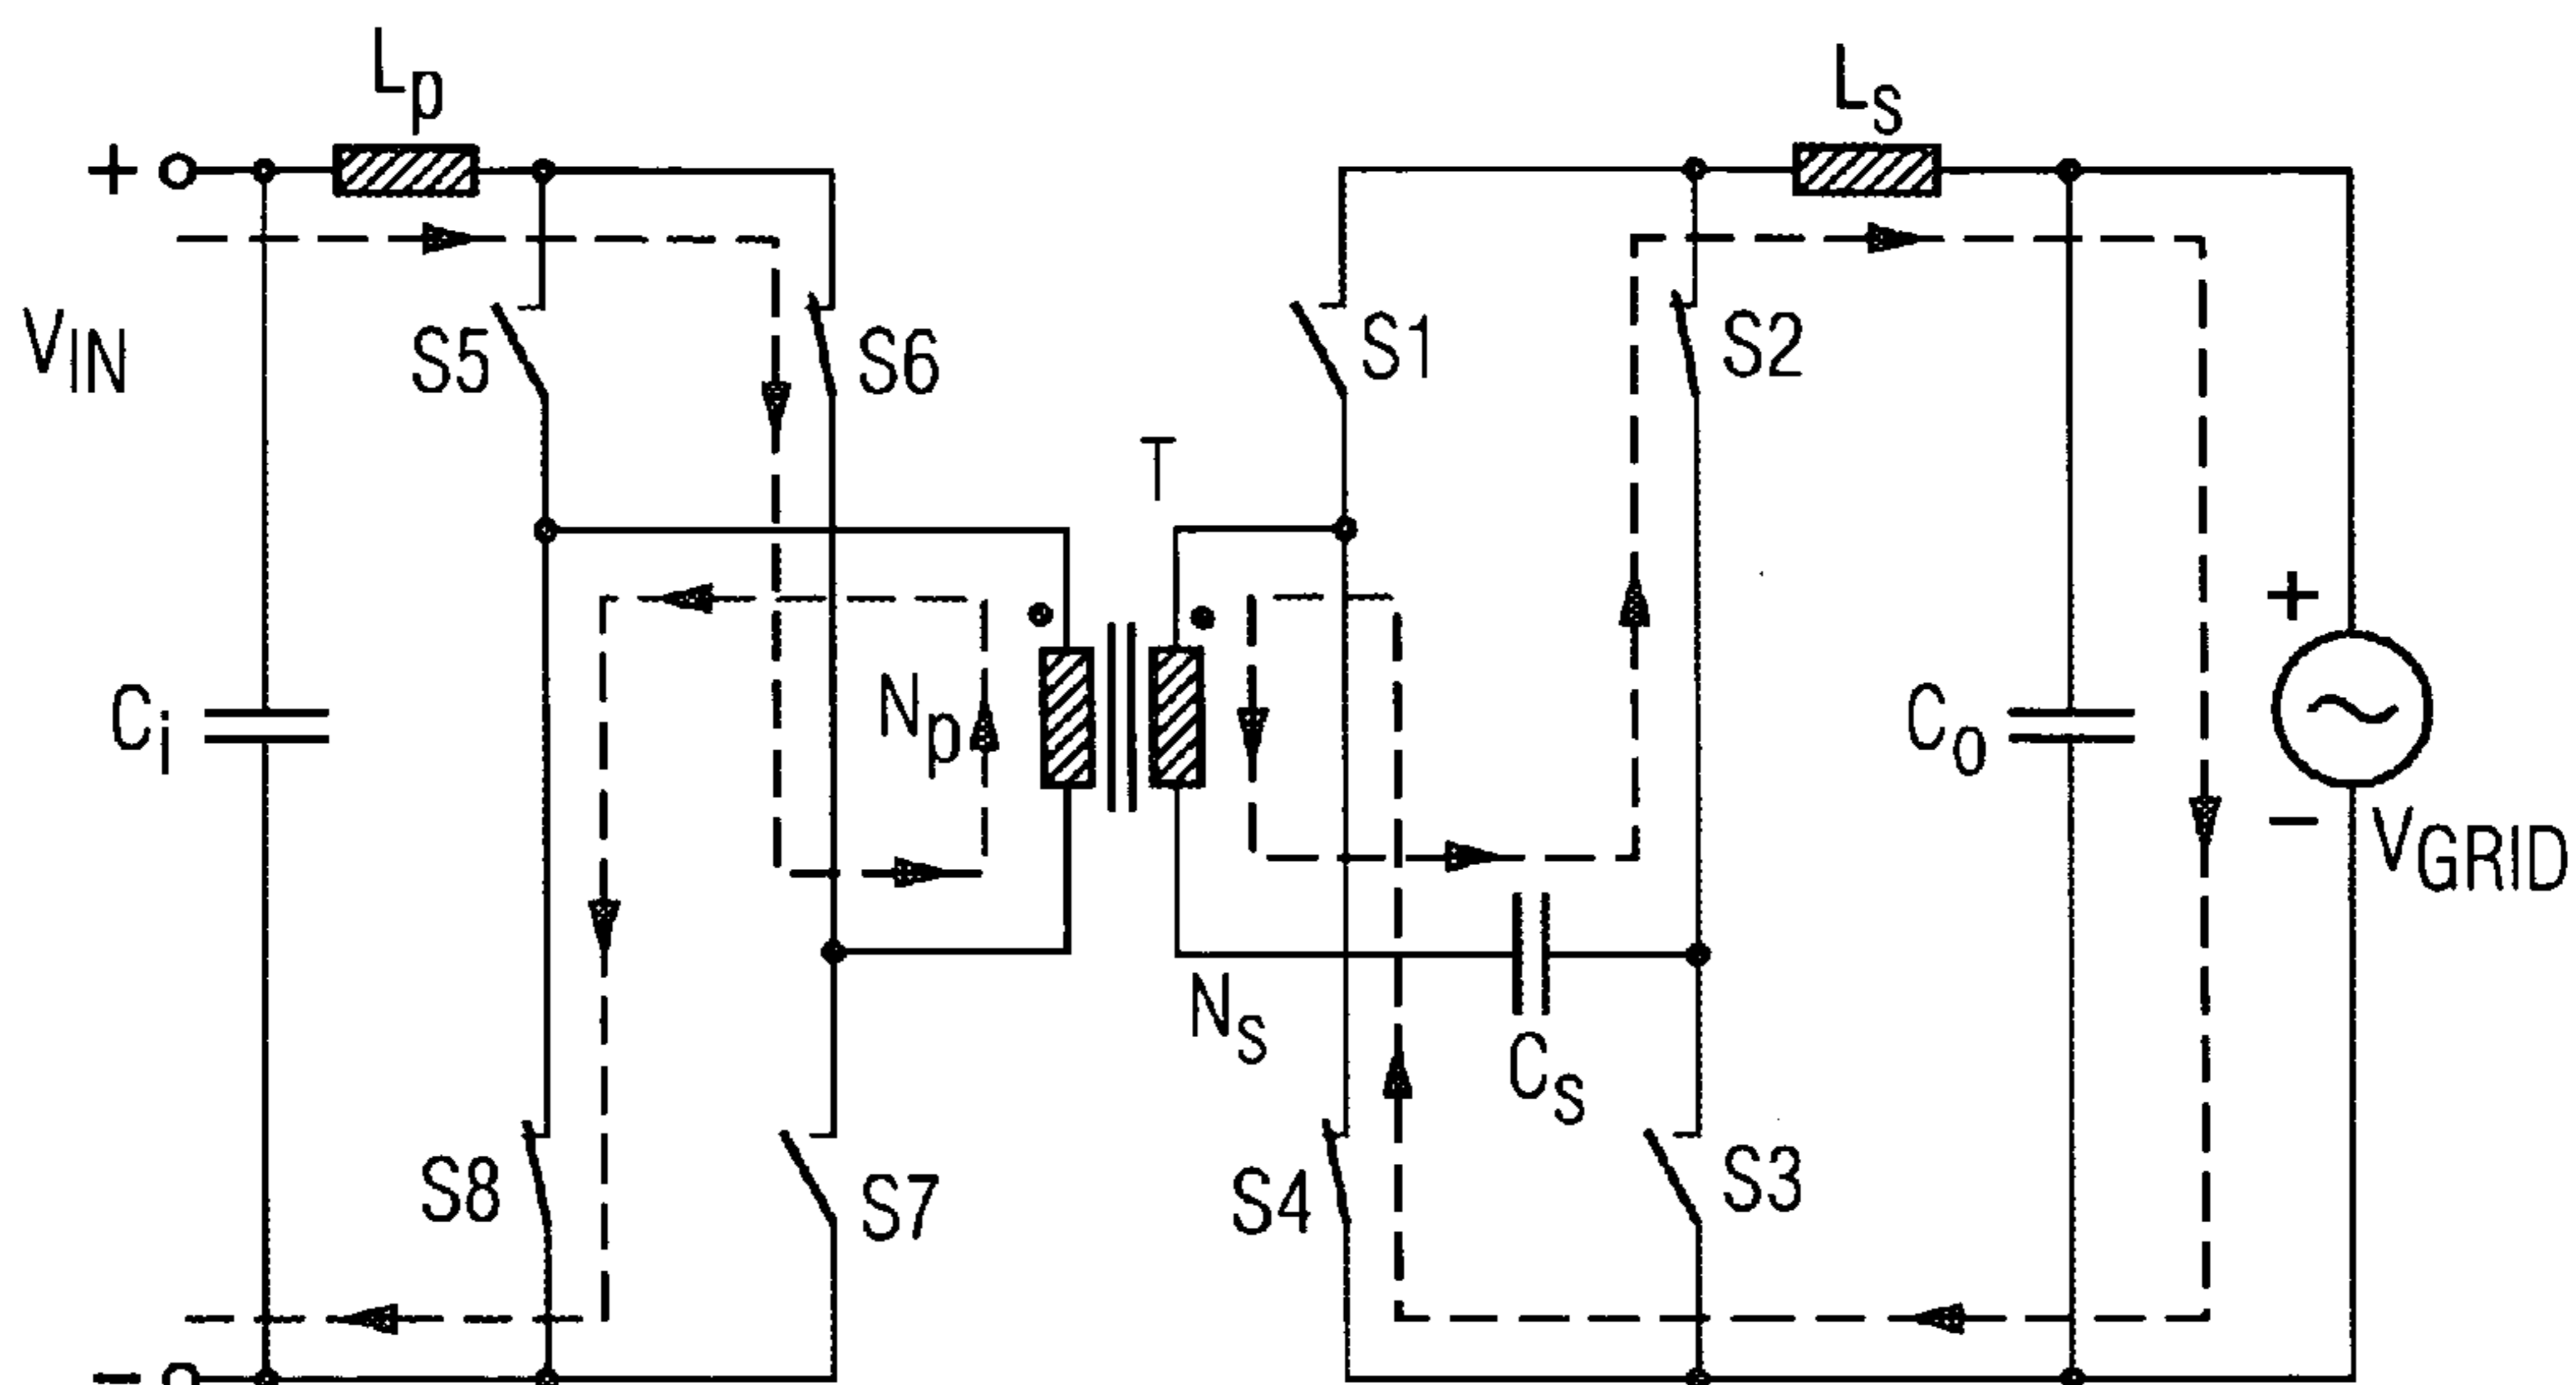 Lp
Ls
+
VIN
S5
S6
S1
S2
T
+
Ci
Np
Co
−
VGRID
Ns
Cs
S8
S7
S4
S3
−